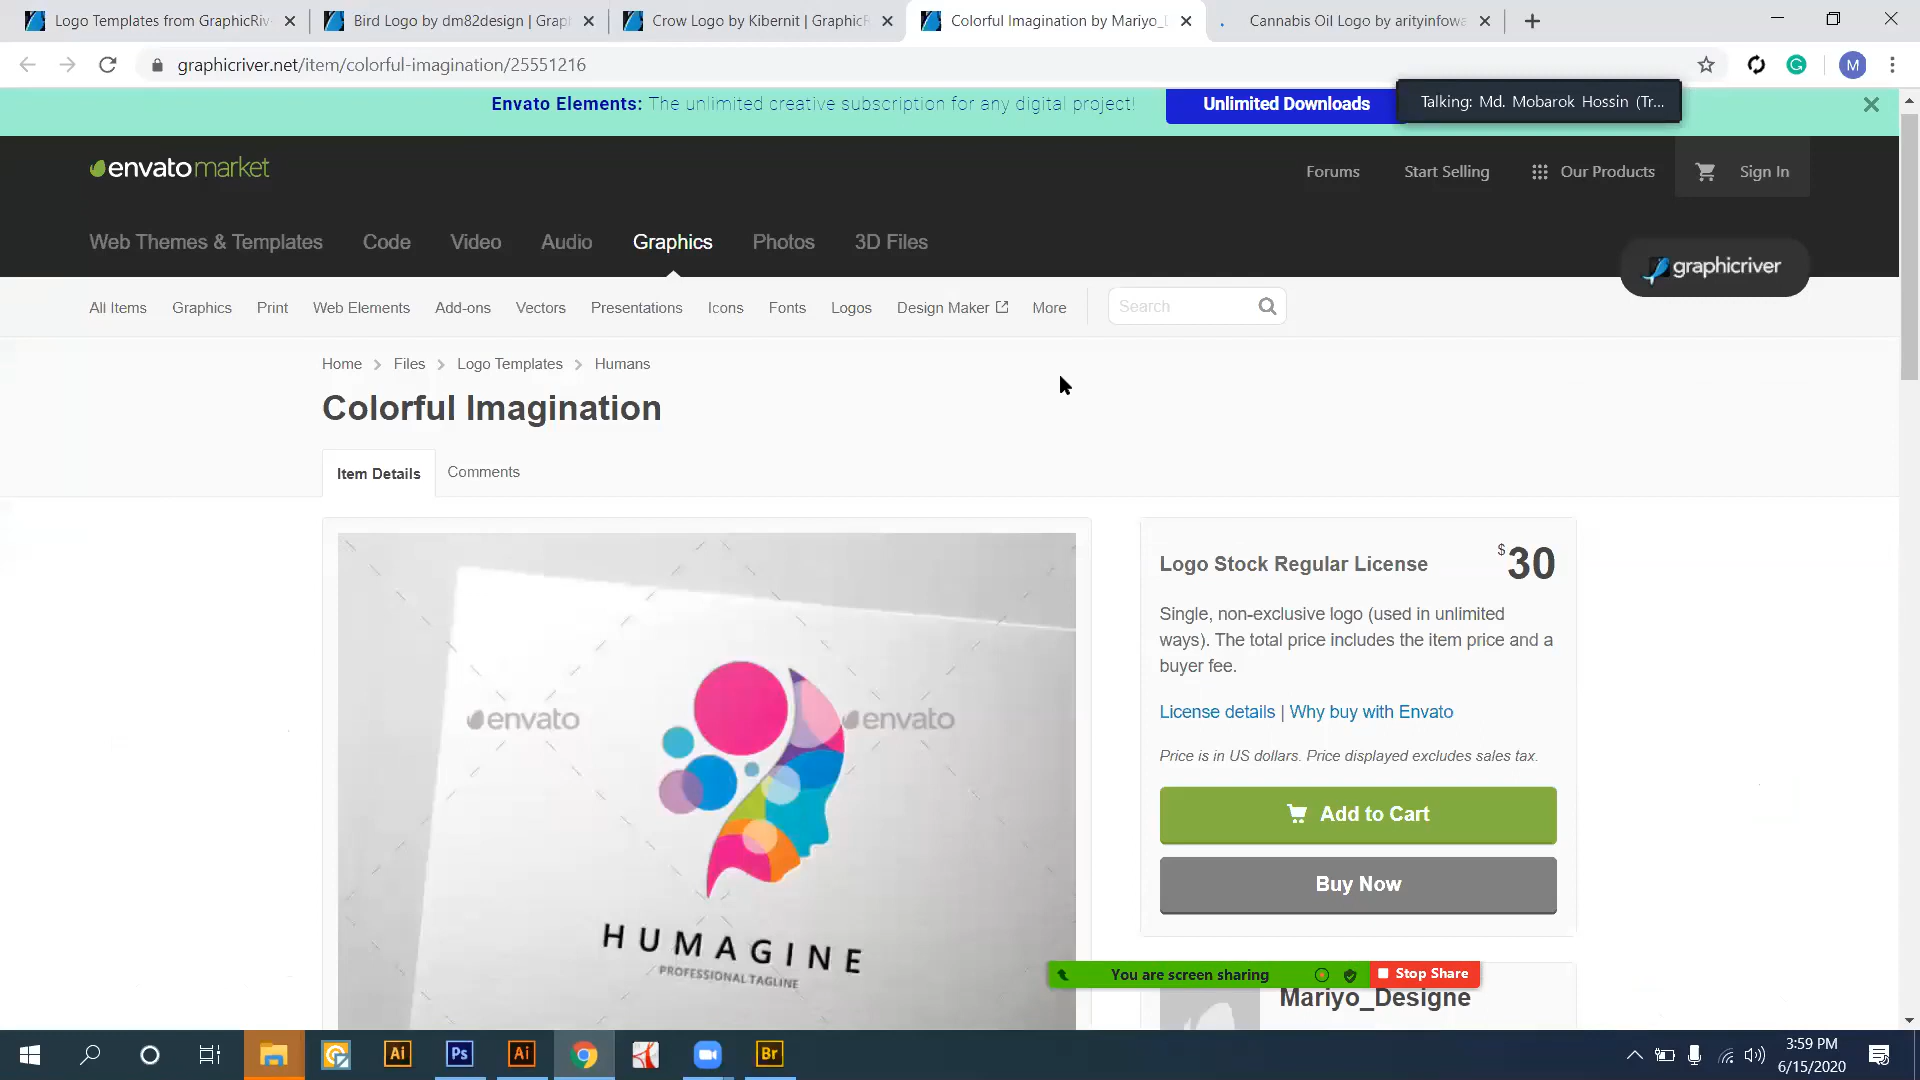 Logo Templates from GraphicRiv
Bird Logo by dm82design | Grap
Crow Logo by Kibernit | GraphicR
Colorful Imagination by Mariyo_D
Cannabis Oil Logo by arityinfowa
graphicriver.net/item/colorful-imagination/25551216
M
Envato Elements: The unlimited creative subscription for any digital project!
Unlimited Downloads
Talking: Md. Mobarok Hossin (Tr...
envatomarket
Forums
Start Selling
Our Products
Sign In
Web Themes & Templates
Code
Video
Audio
Graphics
Photos
3D Files
graphicriver
All Items
Graphics
Print
Web Elements
Add-ons
Vectors
Presentations
Icons
Fonts
Logos
Design Maker
More
Search
Home > Files > Logo Templates > Humans
Colorful Imagination
Item Details
Comments
envato
envato
HUMAGINE
PROFESSIONAL TAGLINE
Logo Stock Regular License
$30
Single, non-exclusive logo (used in unlimited
ways). The total price includes the item price and a
buyer fee.
License details | Why buy with Envato
Price is in US dollars. Price displayed excludes sales tax.
Add to Cart
Buy Now
You are screen sharing
Stop Share
Mariyo_Designe
Ai
Ps
Ai
Br
3:59 PM
6/15/2020